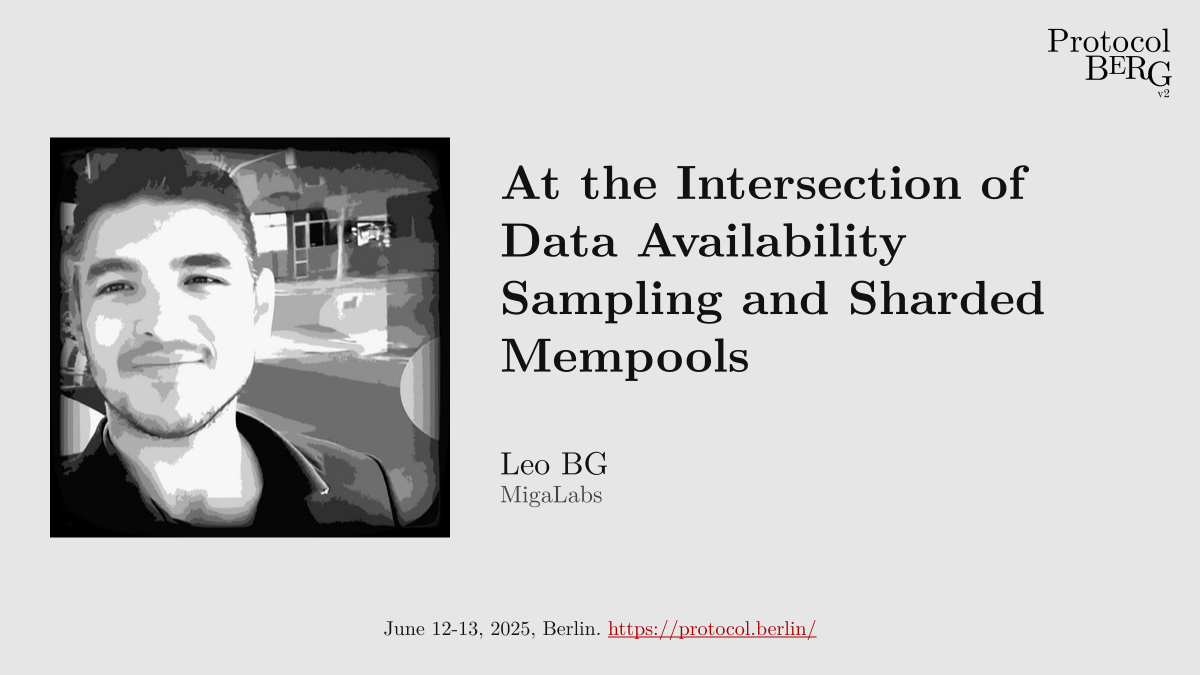 Protocol
BERG
v2
At the Intersection of
Data Availability
Sampling and Sharded
Mempools
Leo BG
MigaLabs
June 12-13, 2025, Berlin. https://protocol.berlin/